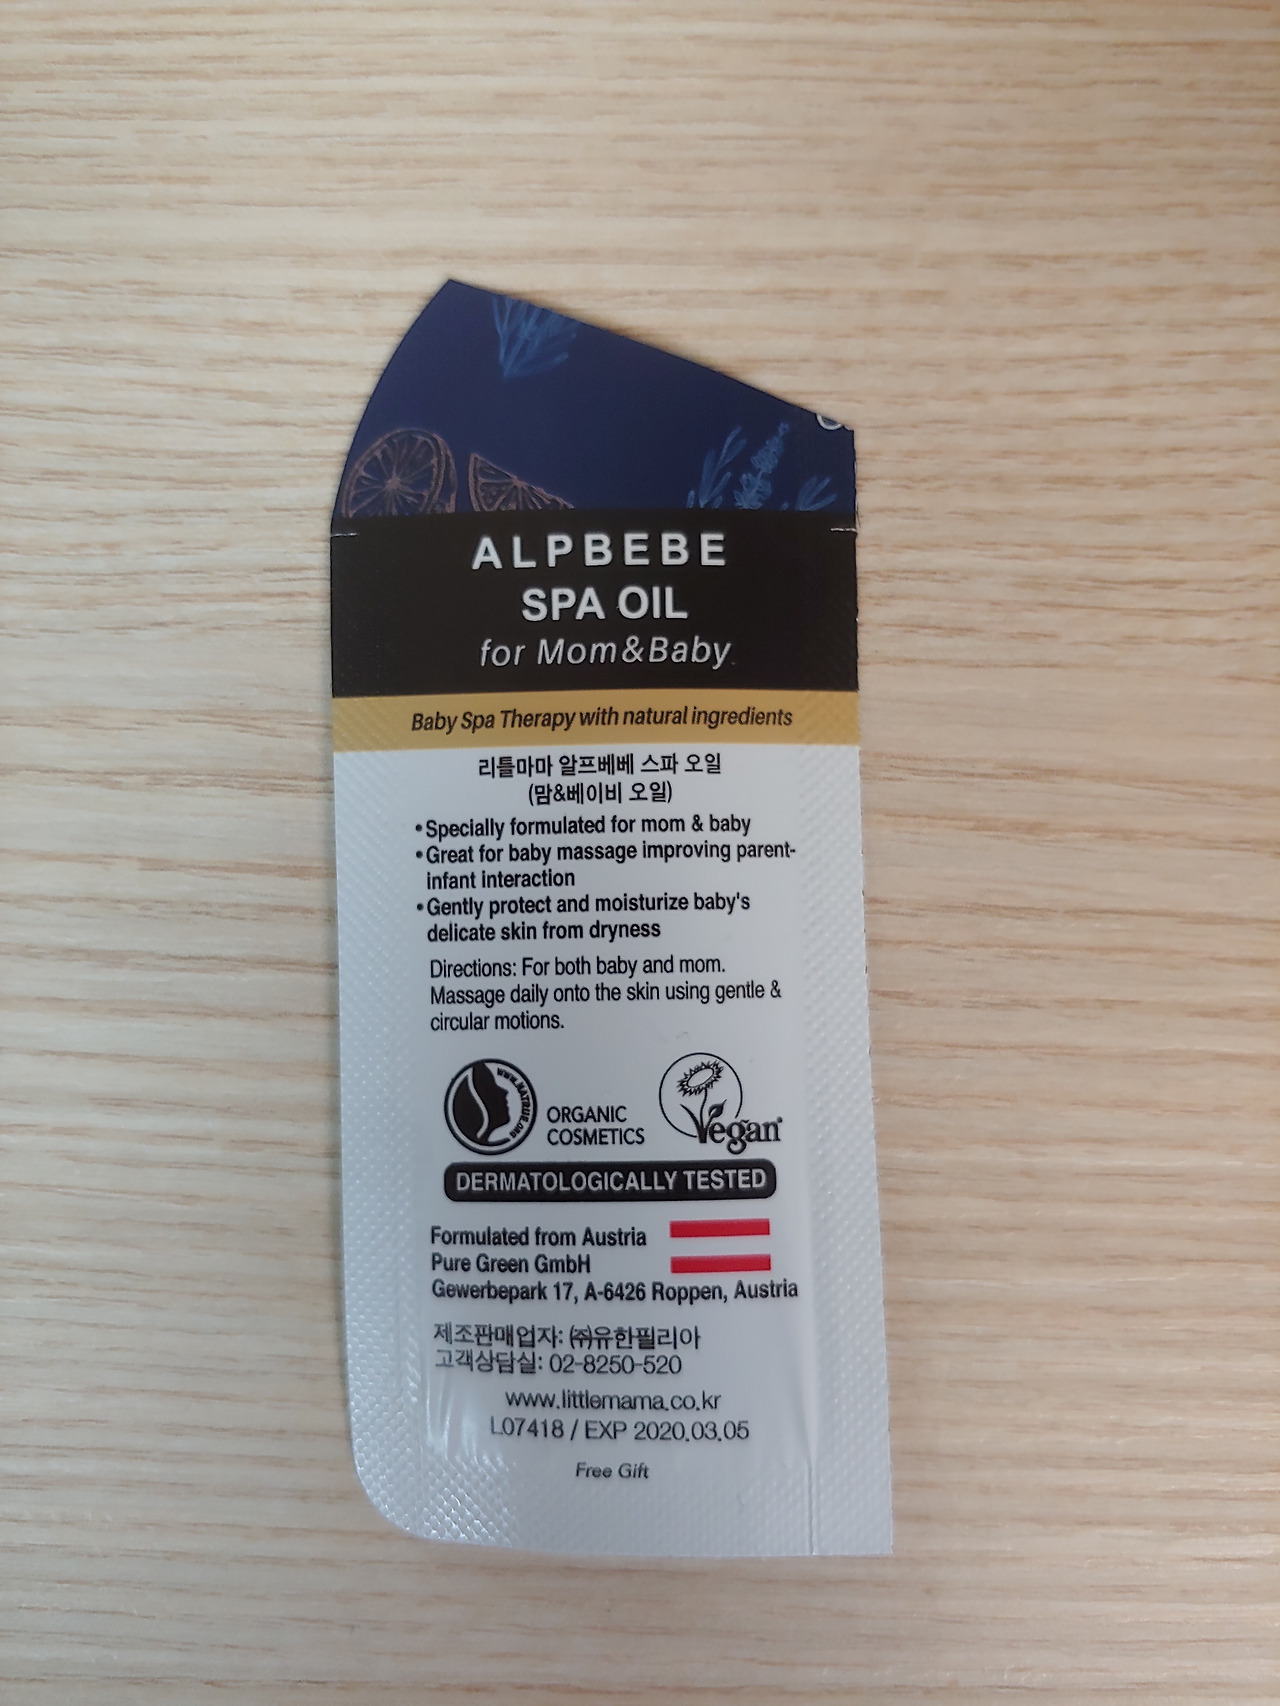 ALPBEBE
SPA OIL
for Mom&Baby
Baby Spa Therapy with natural ingredients
리틀마마 알프베베 스파 오일
(맘&베이비 오일)
•Specially formulated for mom & baby
•Great for baby massage improving parent-
infant interaction
•Gently protect and moisturize baby's
delicate skin from dryness
Directions: For both baby and mom.
Massage daily onto the skin using gentle &
circular motions.
WWW.NATRUE.ORG
ORGANIC
COSMETICS
Vegan
DERMATOLOGICALLY TESTED
Formulated from Austria
Pure Green GmbH
Gewerbepark 17, A-6426 Roppen, Austria
제조판매업자: ㈜유한필리아
고객상담실: 02-8250-520
www.littlemama.co.kr
L07418 / EXP 2020.03.05
Free Gift